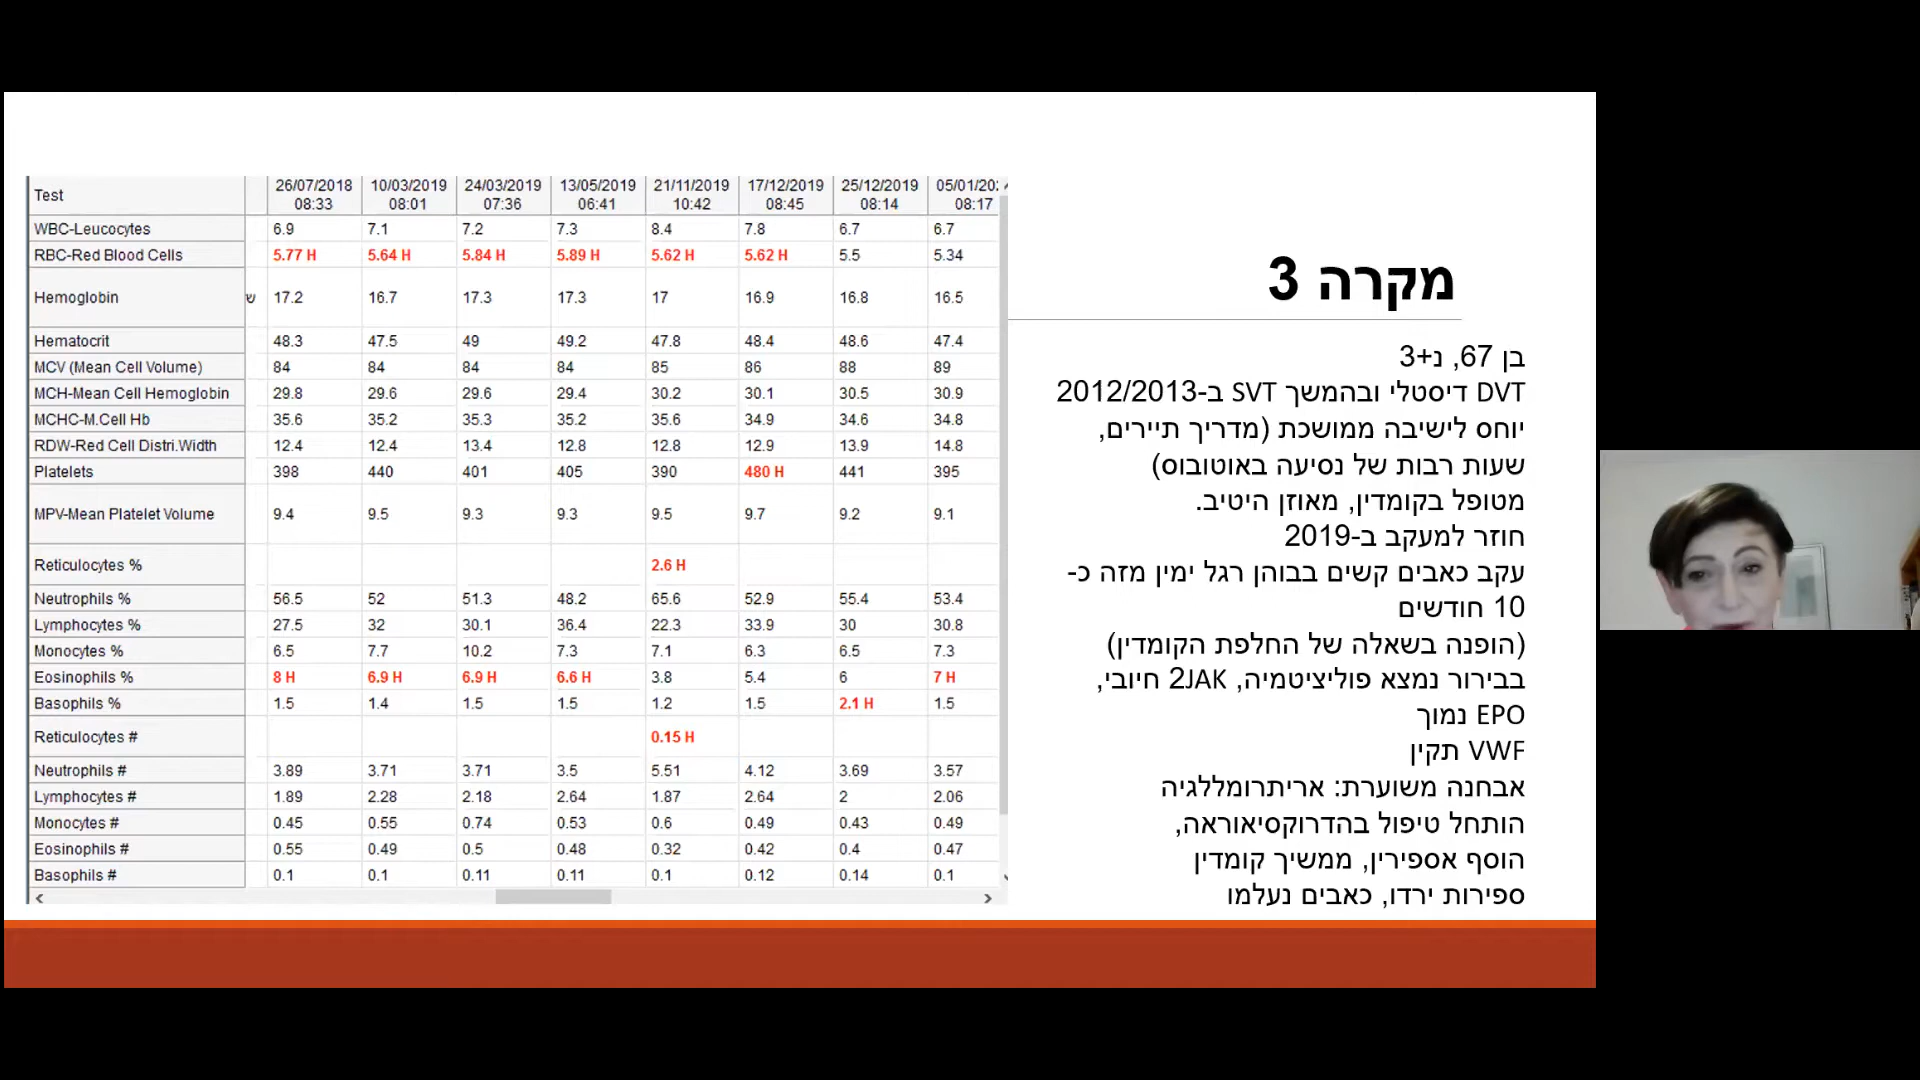 מקרה 3
בן 67, נ+3
DVT דיסטלי ובהמשך SVT ב-2012/2013
יוחס לישיבה ממושכת (מדריך תיירים,
שעות רבות של נסיעה באוטובוס)
מטופל בקומדין, מאוזן היטיב.
חוזר למעקב ב-2019
עקב כאבים קשים בבוהן רגל ימין מזה כ-
10 חודשים
(הופנה בשאלה של החלפת הקומדין)
בבירור נמצא פוליציטמיה, 2JAK חיובי,
EPO נמוך
VWF תקין
אבחנה משוערת: אריתרומללגיה
הותחל טיפול בהדרוקסיאוראה,
הוסף אספירין, ממשיך קומדין
ספירות ירדו, כאבים נעלמו
Test 26/07/2018 10/03/2019 24/03/2019 13/05/2019 21/11/2019 17/12/2019 25/12/2019 05/01/20
08:33 08:01 07:36 06:41 10:42 08:45 08:14 08:17
WBC-Leucocytes 6.9 7.1 7.2 7.3 8.4 7.8 6.7 6.7
RBC-Red Blood Cells 5.77 H 5.64 H 5.84 H 5.89 H 5.62 H 5.62 H 5.5 5.34
Hemoglobin ש 17.2 16.7 17.3 17.3 17 16.9 16.8 16.5
Hematocrit 48.3 47.5 49 49.2 47.8 48.4 48.6 47.4
MCV (Mean Cell Volume) 84 84 84 84 85 86 88 89
MCH-Mean Cell Hemoglobin 29.8 29.6 29.6 29.4 30.2 30.1 30.5 30.9
MCHC-M.Cell Hb 35.6 35.2 35.3 35.2 35.6 34.9 34.6 34.8
RDW-Red Cell Distri.Width 12.4 12.4 13.4 12.8 12.8 12.9 13.9 14.8
Platelets 398 440 401 405 390 480 H 441 395
MPV-Mean Platelet Volume 9.4 9.5 9.3 9.3 9.5 9.7 9.2 9.1
Reticulocytes % 2.6 H
Neutrophils % 56.5 52 51.3 48.2 65.6 52.9 55.4 53.4
Lymphocytes % 27.5 32 30.1 36.4 22.3 33.9 30 30.8
Monocytes % 6.5 7.7 10.2 7.3 7.1 6.3 6.5 7.3
Eosinophils % 8 H 6.9 H 6.9 H 6.6 H 3.8 5.4 6 7 H
Basophils % 1.5 1.4 1.5 1.5 1.2 1.5 2.1 H 1.5
Reticulocytes # 0.15 H
Neutrophils # 3.89 3.71 3.71 3.5 5.51 4.12 3.69 3.57
Lymphocytes # 1.89 2.28 2.18 2.64 1.87 2.64 2 2.06
Monocytes # 0.45 0.55 0.74 0.53 0.6 0.49 0.43 0.49
Eosinophils # 0.55 0.49 0.5 0.48 0.32 0.42 0.4 0.47
Basophils # 0.1 0.1 0.11 0.11 0.1 0.12 0.14 0.1